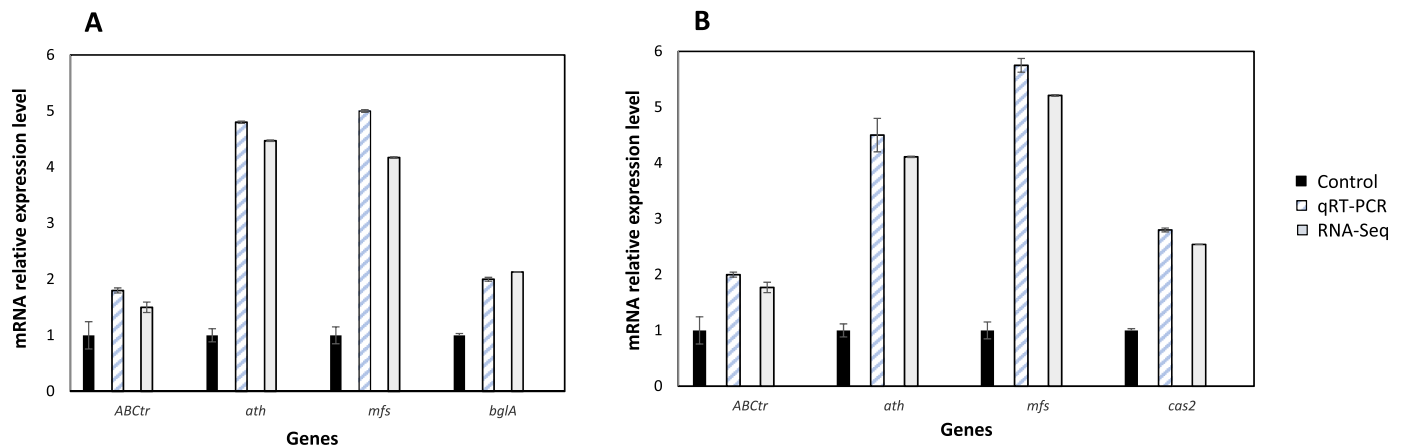 A
mRNA relative expression level
6
5
4
3
2
1
0
ABCtr ath mfs bglA
Genes
B
mRNA relative expression level
6
5
4
3
2
1
0
ABCtr ath mfs cas2
Genes
Control
qRT-PCR
RNA-Seq